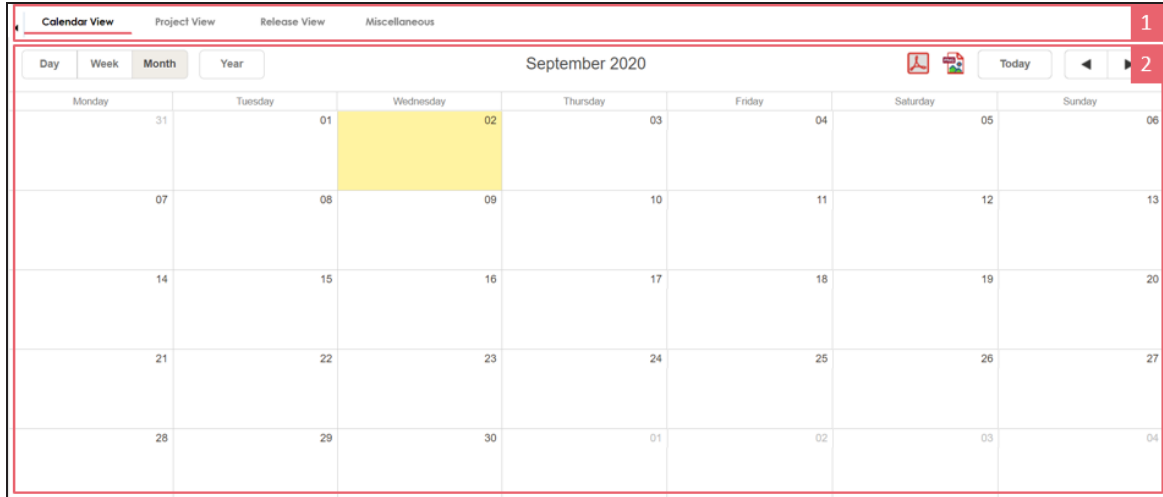 Calendar View Project View Release View Miscellaneous 1
Day Week Month Year September 2020 Today 2
Monday Tuesday Wednesday Thursday Friday Saturday Sunday
31 01 02 03 04 05 06
07 08 09 10 11 12 13
14 15 16 17 18 19 20
21 22 23 24 25 26 27
28 29 30 01 02 03 04